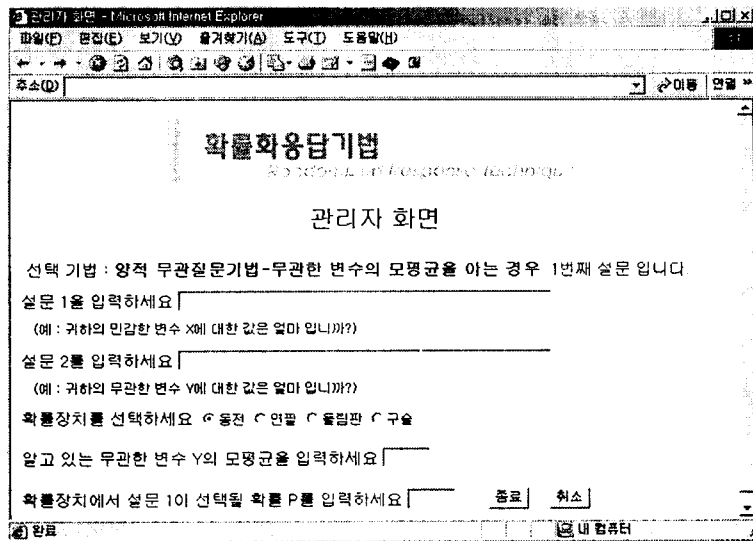 관리자 화면 - Microsoft Internet Explorer
파일(F) 편집(E) 보기(V) 즐겨찾기(A) 도구(T) 도움말(H)
주소(D) 이동 연결 »
확률화응답기법
관리자 화면
선택 기법 : 양적 무관질문기법-무관한 변수의 모평균을 아는 경우 1번째 설문 입니다.
설문 1을 입력하세요
(예 : 귀하의 민감한 변수 X에 대한 값은 얼마 입니까?)
설문 2를 입력하세요
(예 : 귀하의 무관한 변수 Y에 대한 값은 얼마 입니까?)
확률장치를 선택하세요 동전 연필 돌림판 구슬
알고 있는 무관한 변수 Y의 모평균을 입력하세요
확률장치에서 설문 1이 선택될 확률 P를 입력하세요 종료 취소
완료 내 컴퓨터